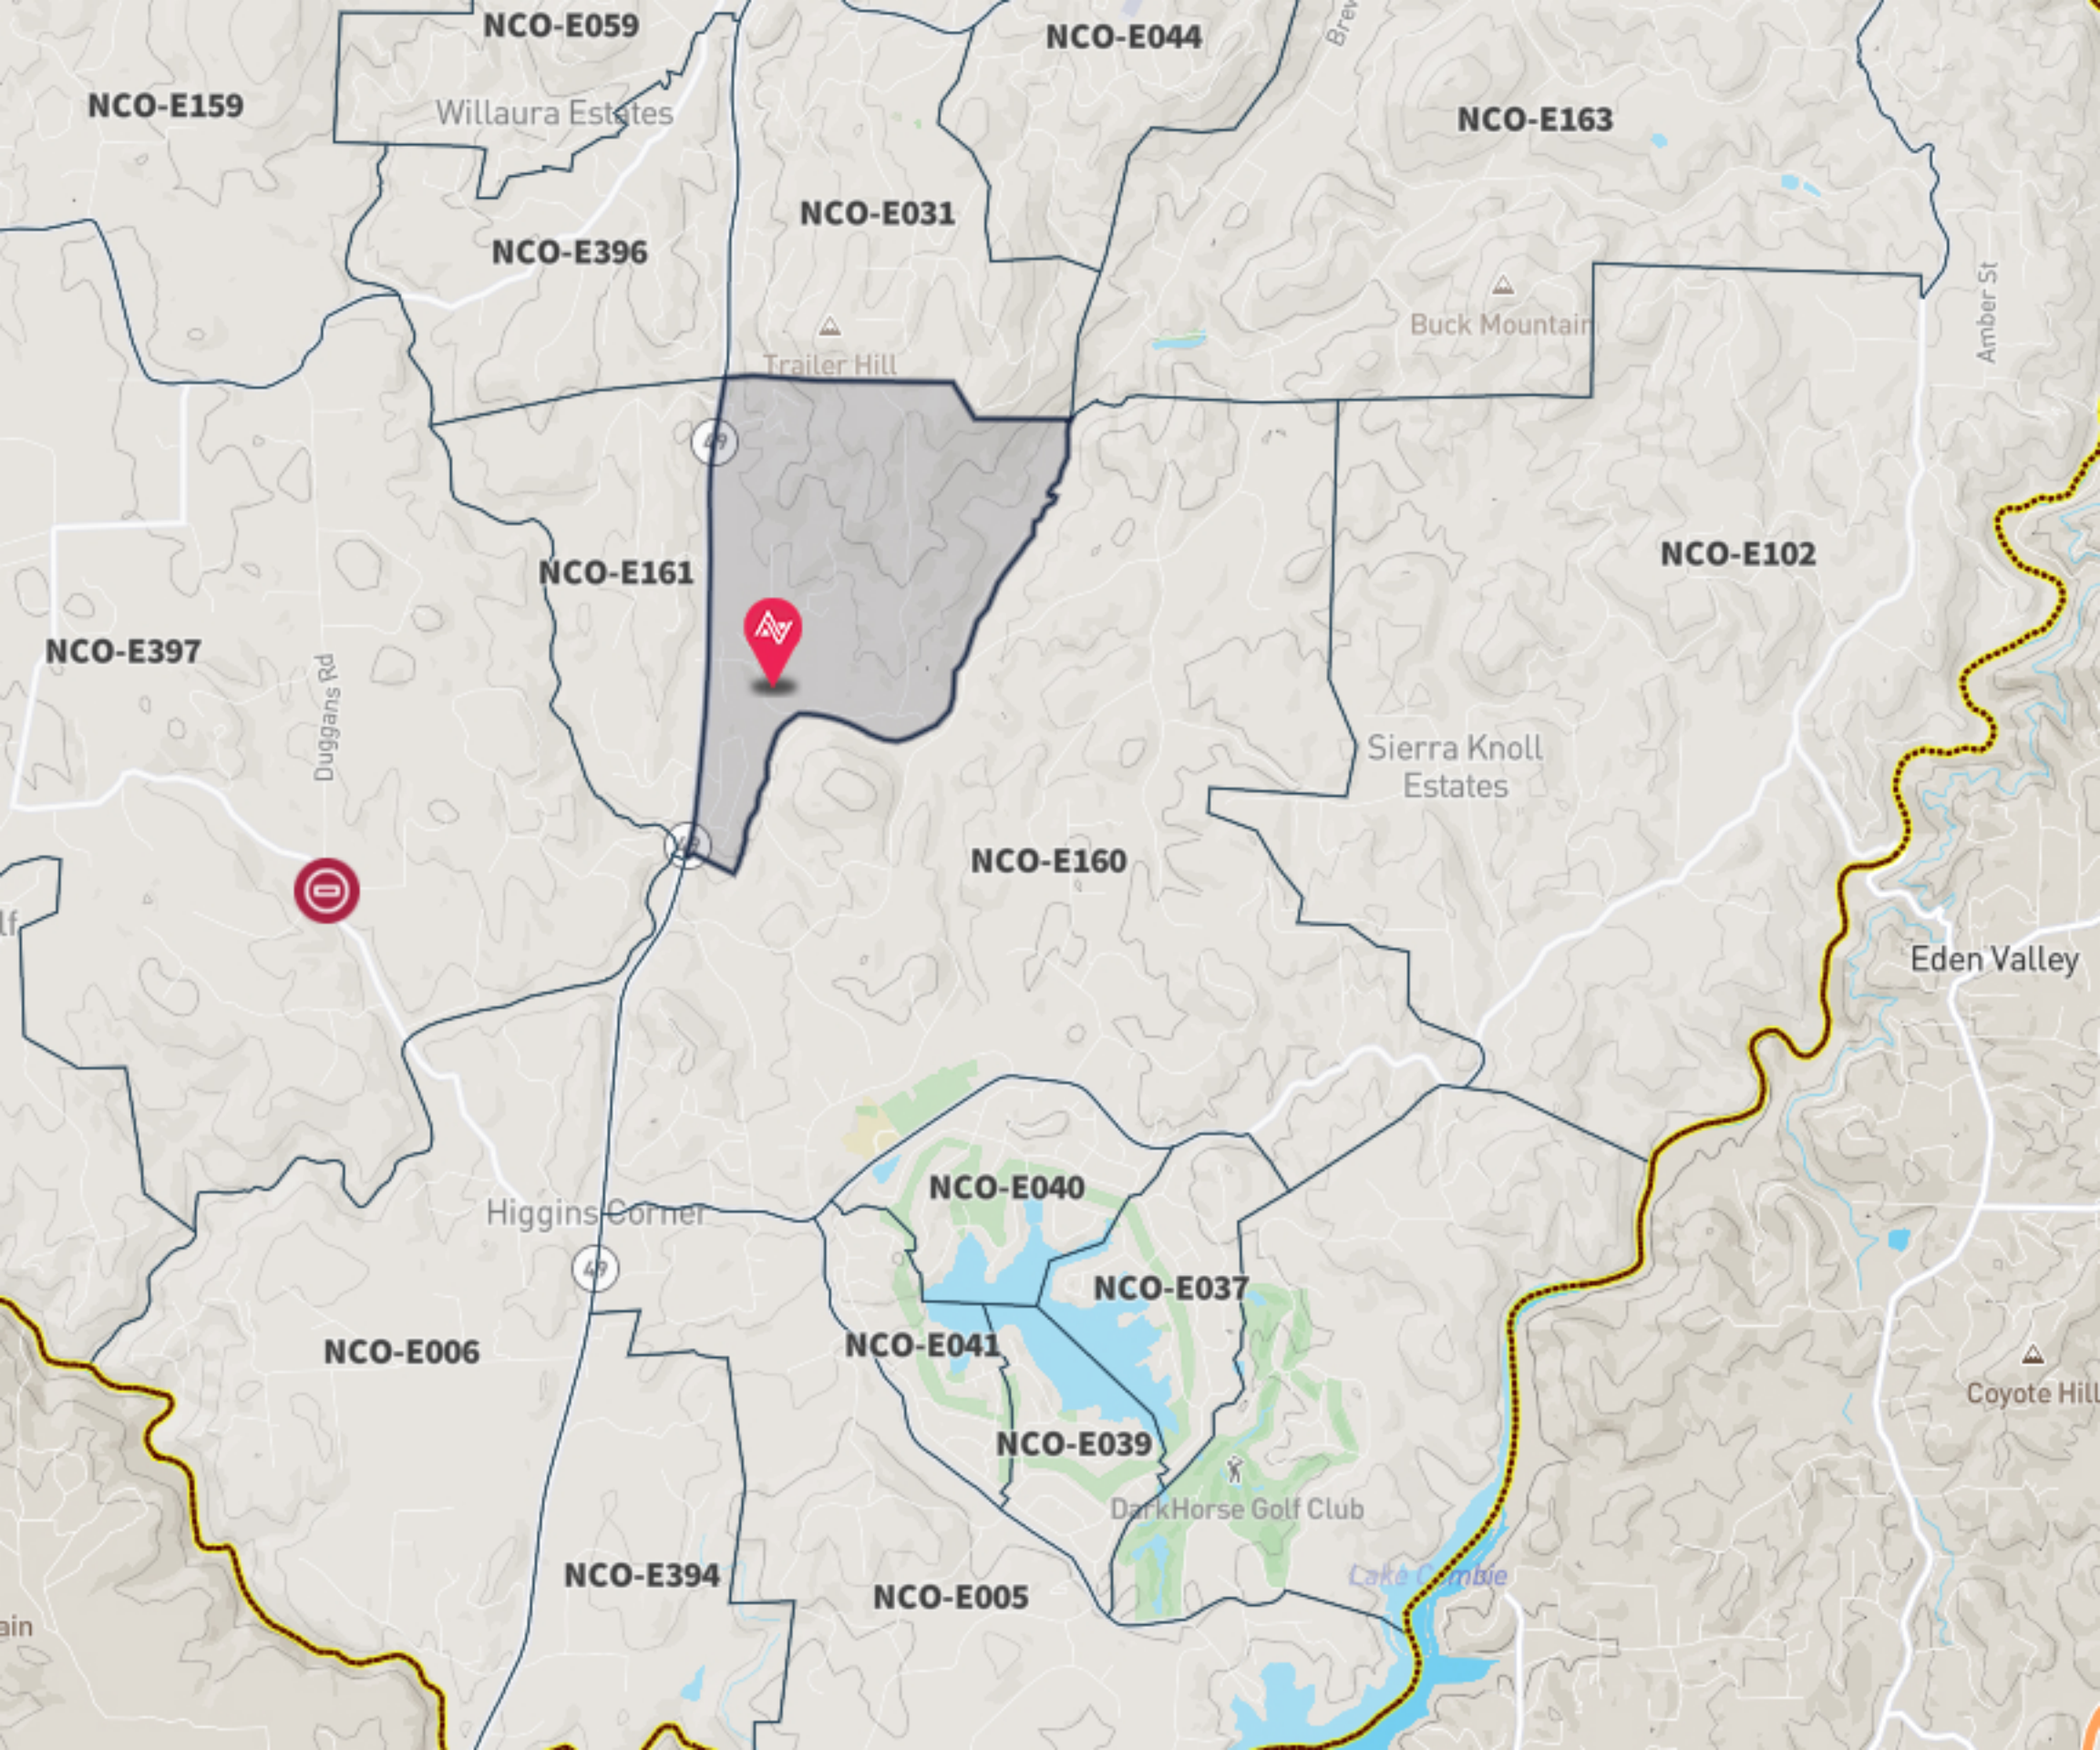 NCO-E059
NCO-E044
NCO-E159
Willaura Estates
NCO-E163
NCO-E031
NCO-E396
Amber St
Buck Mountain
Trailer Hill
49
NCO-E102
NCO-E161
NCO-E397
Duggans Rd
Sierra Knoll
Estates
49
NCO-E160
Eden Valley
NCO-E040
Higgins Corner
49
NCO-E037
NCO-E041
NCO-E006
Coyote Hill
NCO-E039
DarkHorse Golf Club
NCO-E394
Lake Combie
NCO-E005